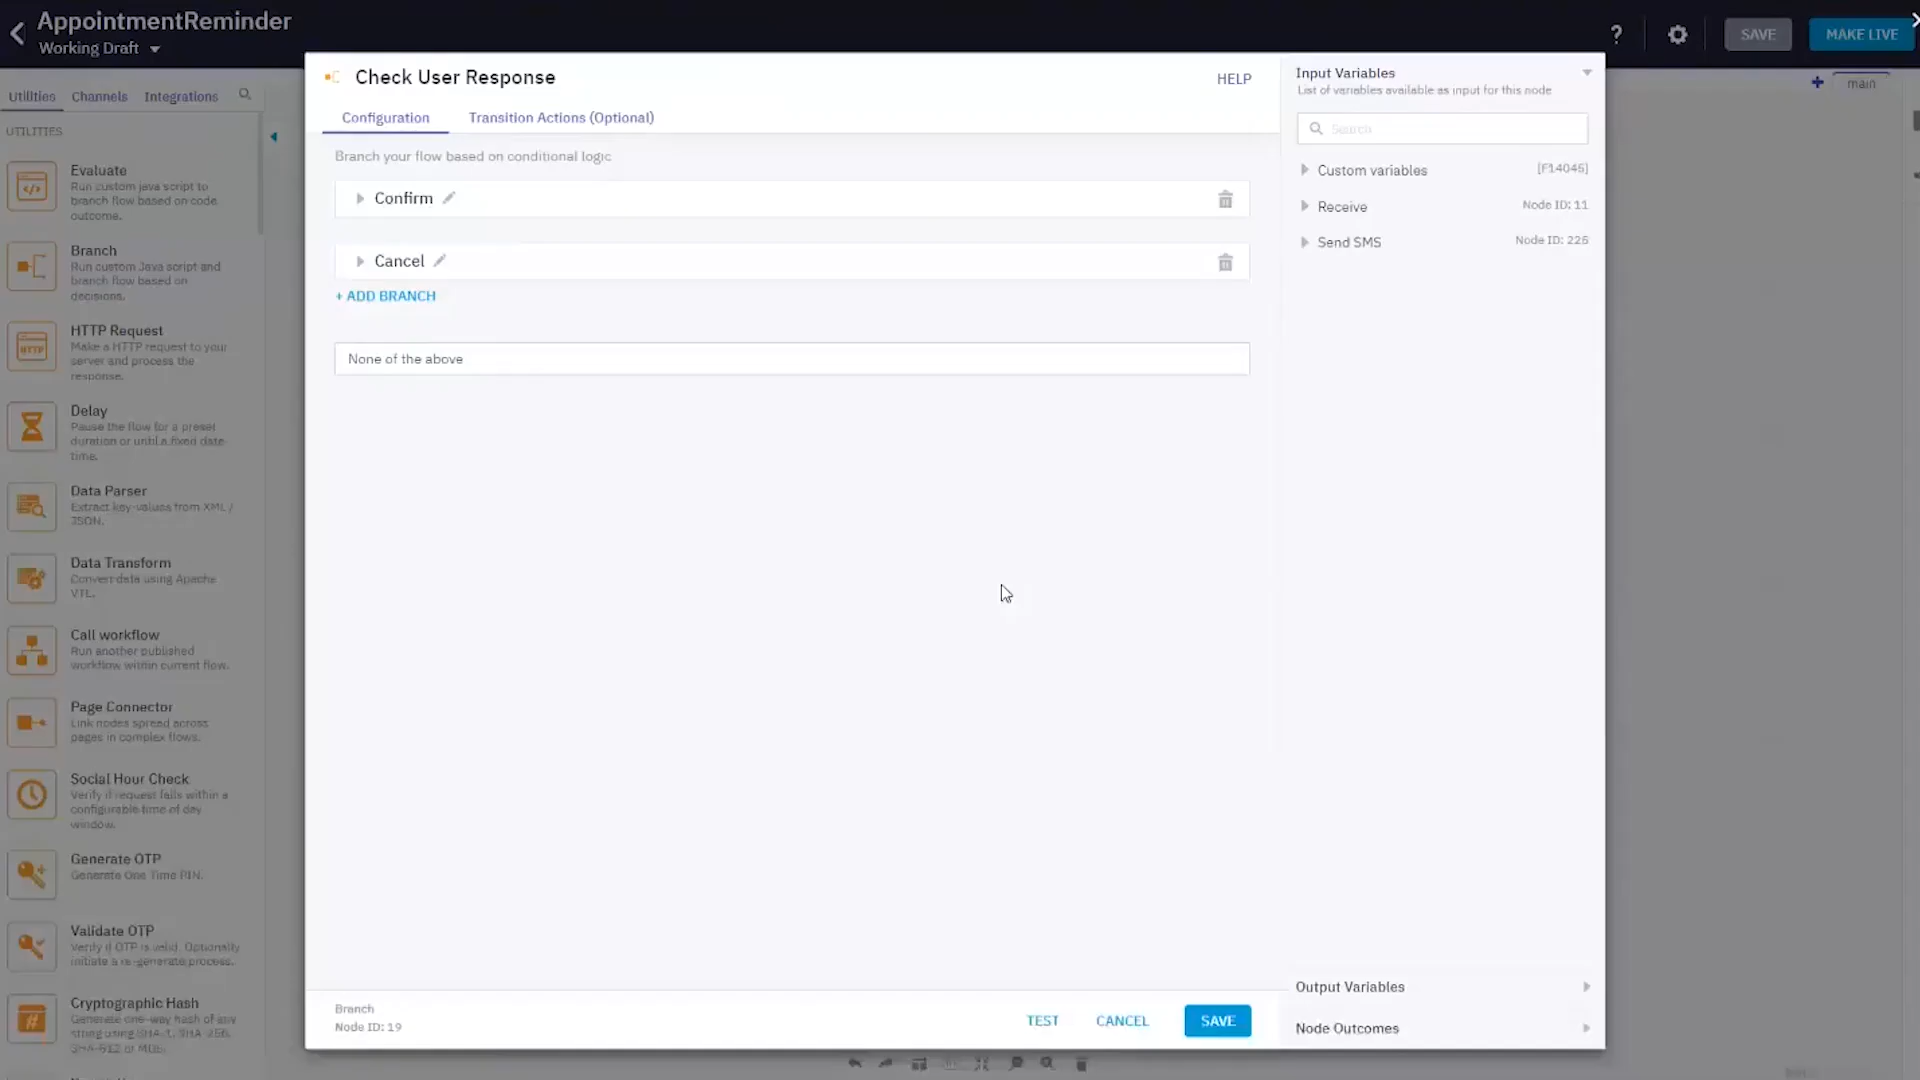 AppointmentReminder
Working Draft
?
SAVE
MAKE LIVE
Utilities
Channels
Integrations
main
UTILITIES
Evaluate
Run custom java script to
branch flow based on code
outcome.
Branch
Run custom Java script and
branch flow based on
decisions.
HTTP Request
Make a HTTP request to your
server and process the
response.
Delay
Pause the flow for a preset
duration or until a fixed date-
time.
Data Parser
Extract key-values from XML /
JSON.
Data Transform
Convert data using Apache
VTL.
Call workflow
Run another published
workflow within current flow.
Page Connector
Link nodes spread across
pages in complex flows.
Social Hour Check
Verify if request falls within a
configurable time of day
window.
Generate OTP
Generate One Time PIN.
Validate OTP
Verify if OTP is valid. Optionally
initiate a re-generate process.
Cryptographic Hash
Generate one-way hash of any
string using SHA-1, SHA-256,
SHA-512 or MD5.
Check User Response
HELP
Configuration
Transition Actions (Optional)
Branch your flow based on conditional logic
Confirm
Cancel
+ ADD BRANCH
None of the above
Branch
Node ID: 19
TEST
CANCEL
SAVE
Input Variables
List of variables available as input for this node
Search
Custom variables
[F14045]
Receive
Node ID: 11
Send SMS
Node ID: 226
Output Variables
Node Outcomes